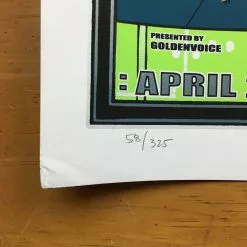 PRESENTED BY
GOLDENVOICE
: APRIL
58/325